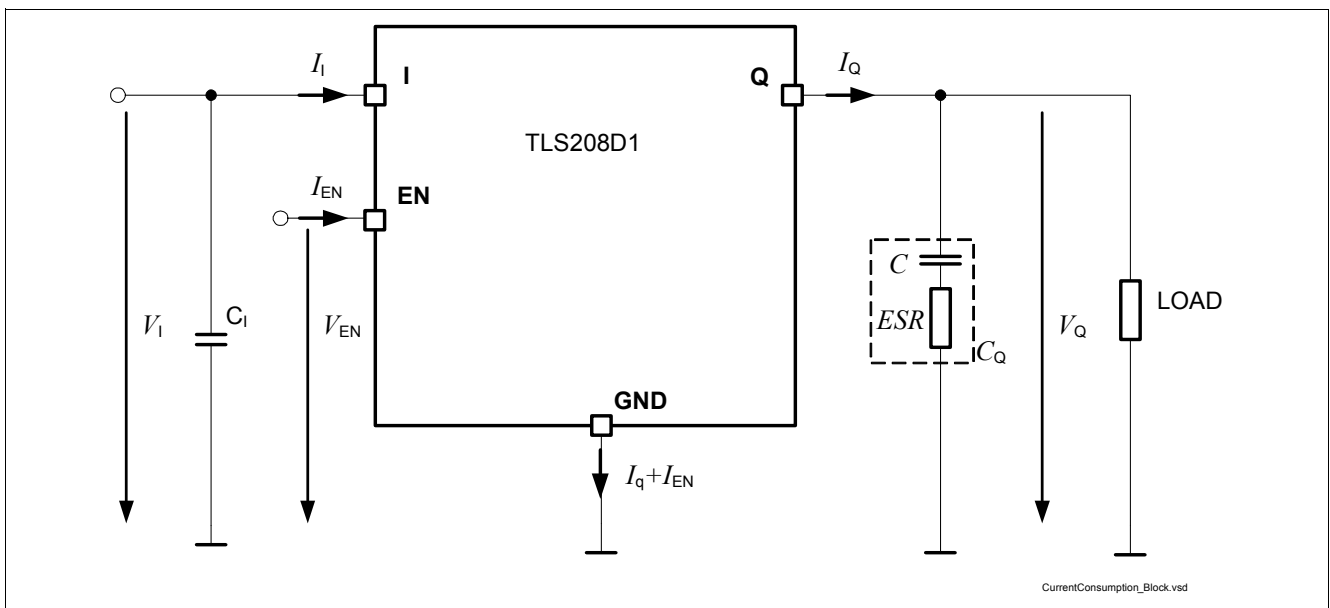 I_I
I
Q
I_Q
TLS208D1
I_EN
EN
V_I
C_I
V_EN
C
ESR
C_Q
V_Q
LOAD
GND
I_q+I_EN
CurrentConsumption_Block.vsd